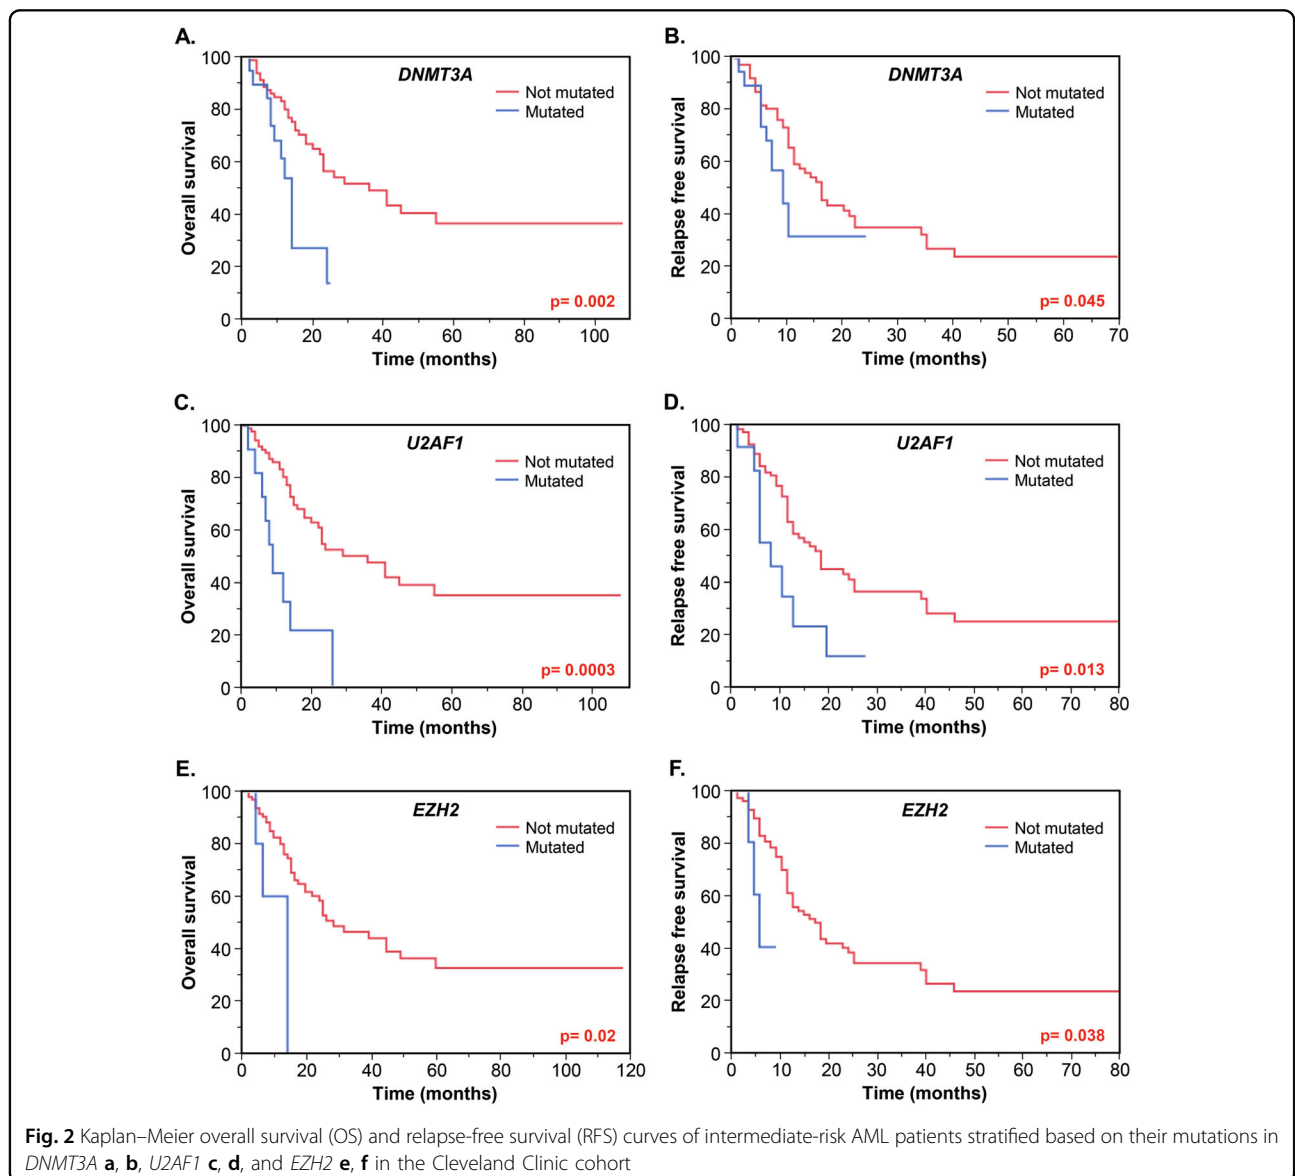 A.
DNMT3A
Not mutated
Mutated
Overall survival
100
80
60
40
20
0
p= 0.002
0 20 40 60 80 100
Time (months)
B.
DNMT3A
Not mutated
Mutated
Relapse free survival
100
80
60
40
20
0
p= 0.045
0 10 20 30 40 50 60 70
Time (months)
C.
U2AF1
Not mutated
Mutated
Overall survival
100
80
60
40
20
0
p= 0.0003
0 20 40 60 80 100
Time (months)
D.
U2AF1
Not mutated
Mutated
Relapse free survival
100
80
60
40
20
0
p= 0.013
0 10 20 30 40 50 60 70 80
Time (months)
E.
EZH2
Not mutated
Mutated
Overall survival
100
80
60
40
20
0
p= 0.02
0 20 40 60 80 100 120
Time (months)
F.
EZH2
Not mutated
Mutated
Relapse free survival
100
80
60
40
20
0
p= 0.038
0 10 20 30 40 50 60 70 80
Time (months)
Fig. 2 Kaplan–Meier overall survival (OS) and relapse-free survival (RFS) curves of intermediate-risk AML patients stratified based on their mutations in
DNMT3A a, b, U2AF1 c, d, and EZH2 e, f in the Cleveland Clinic cohort